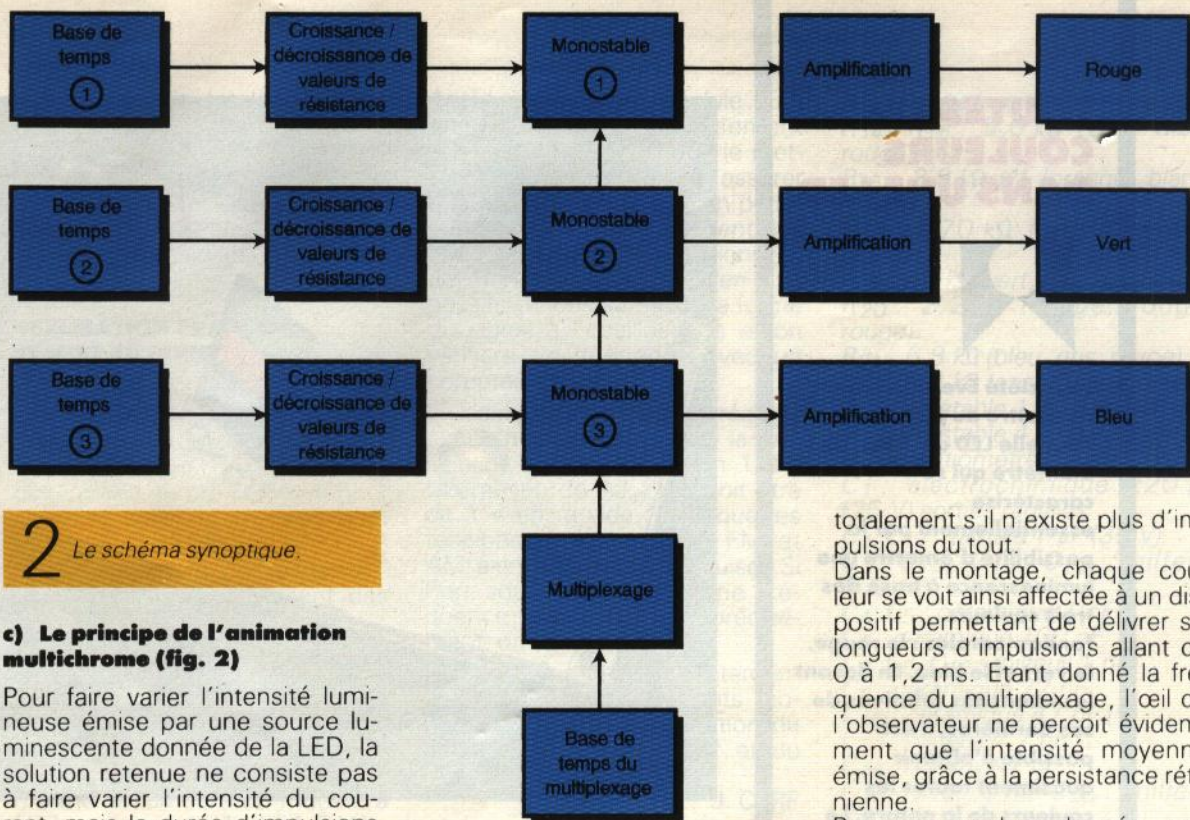 Base de
temps
1
Croissance /
décroissance de
valeurs de
résistance
Monostable
1
Amplification
Rouge
Base de
temps
2
Croissance /
décroissance de
valeurs de
résistance
Monostable
2
Amplification
Vert
Base de
temps
3
Croissance /
décroissance de
valeurs de
résistance
Monostable
3
Amplification
Bleu
Multiplexage
Base de
temps du
multiplexage
2 Le schéma synoptique.
c) Le principe de l'animation
multichrome (fig. 2)
Pour faire varier l'intensité lumi-
neuse émise par une source lu-
minescente donnée de la LED, la
solution retenue ne consiste pas
à faire varier l'intensité du cou-
totalement s'il n'existe plus d'im-
pulsions du tout.
Dans le montage, chaque cou-
leur se voit ainsi affectée à un dis-
positif permettant de délivrer
longueurs d'impulsions allant
0 à 1,2 ms. Etant donné la fré-
quence du multiplexage, l'œil
l'observateur ne perçoit évidem-
ment que l'intensité moyenne
émise, grâce à la persistance réti-
nienne.